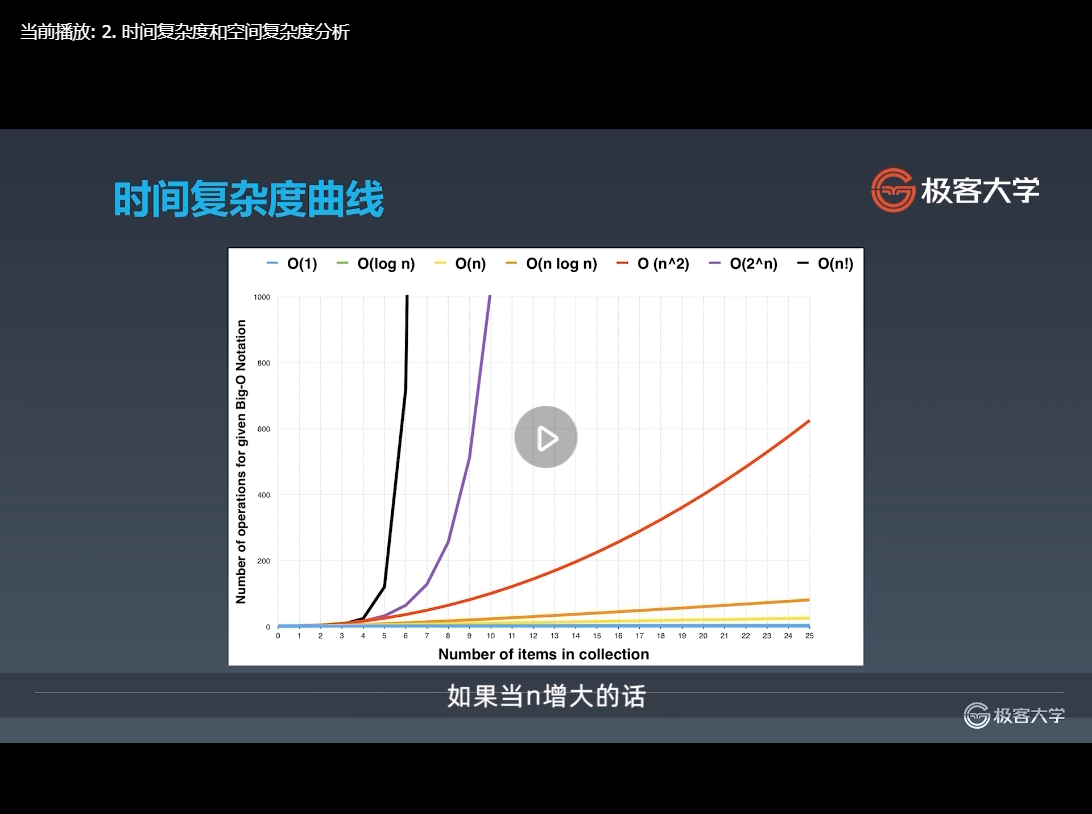 当前播放: 2. 时间复杂度和空间复杂度分析
时间复杂度曲线
极客大学
O(1) O(log n) O(n) O(n log n) O (n^2) O(2^n) O(n!)
Number of operations for given Big-O Notation
1000
800
600
400
200
0
0 1 2 3 4 5 6 7 8 9 10 11 12 13 14 15 16 17 18 19 20 21 22 23 24 25
Number of items in collection
如果当n增大的话
极客大学